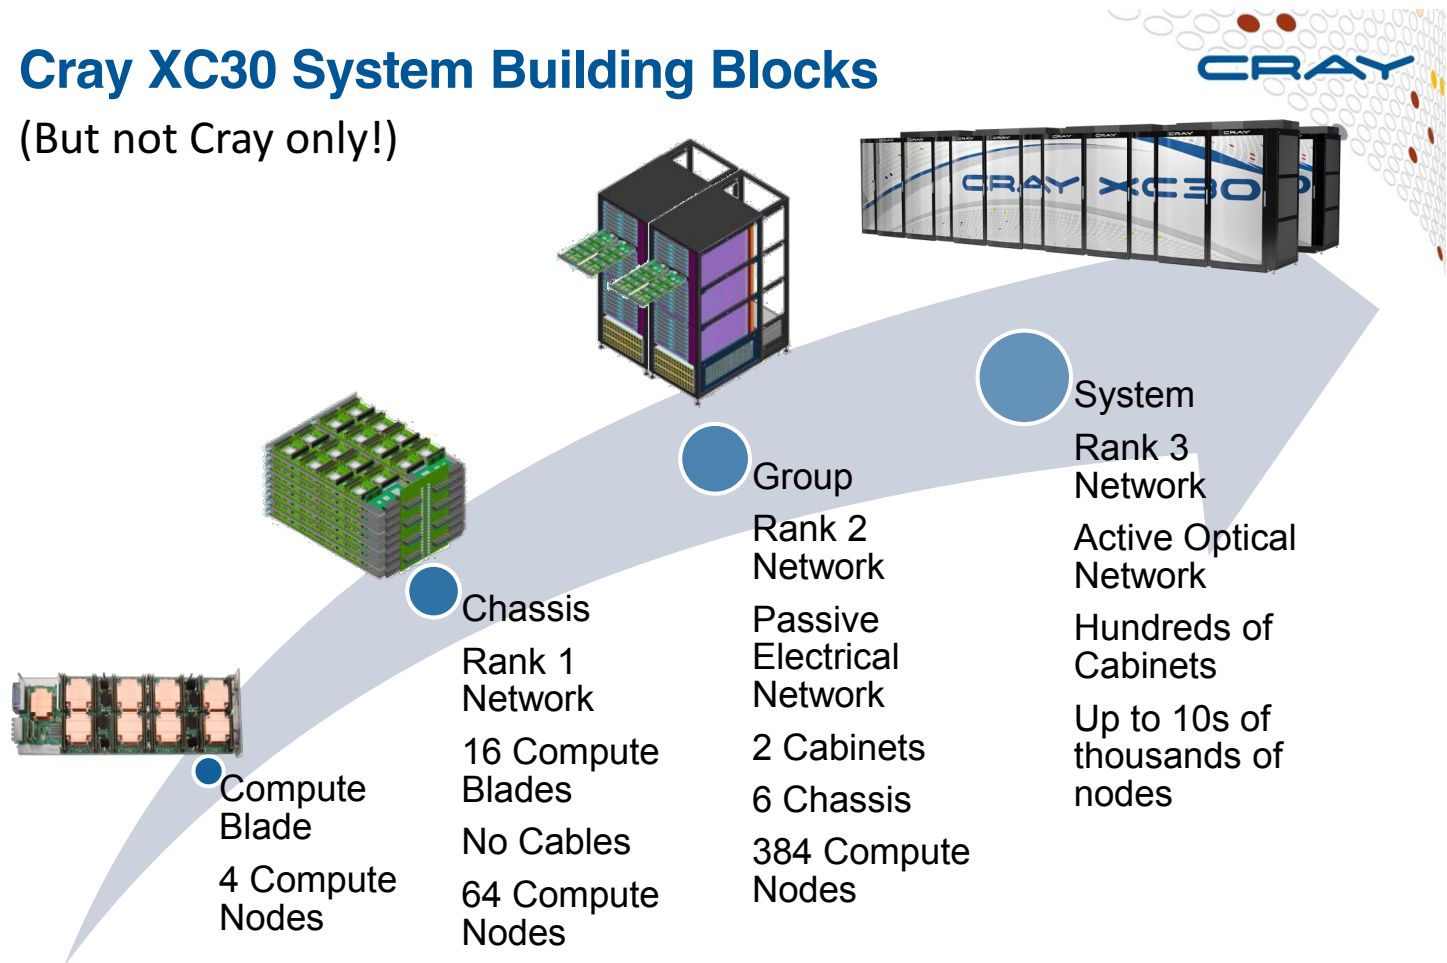 Cray XC30 System Building Blocks
(But not Cray only!)
CRAY
CRAY XC30
Compute
Blade
4 Compute
Nodes
Chassis
Rank 1
Network
16 Compute
Blades
No Cables
64 Compute
Nodes
Group
Rank 2
Network
Passive
Electrical
Network
2 Cabinets
6 Chassis
384 Compute
Nodes
System
Rank 3
Network
Active Optical
Network
Hundreds of
Cabinets
Up to 10s of
thousands of
nodes